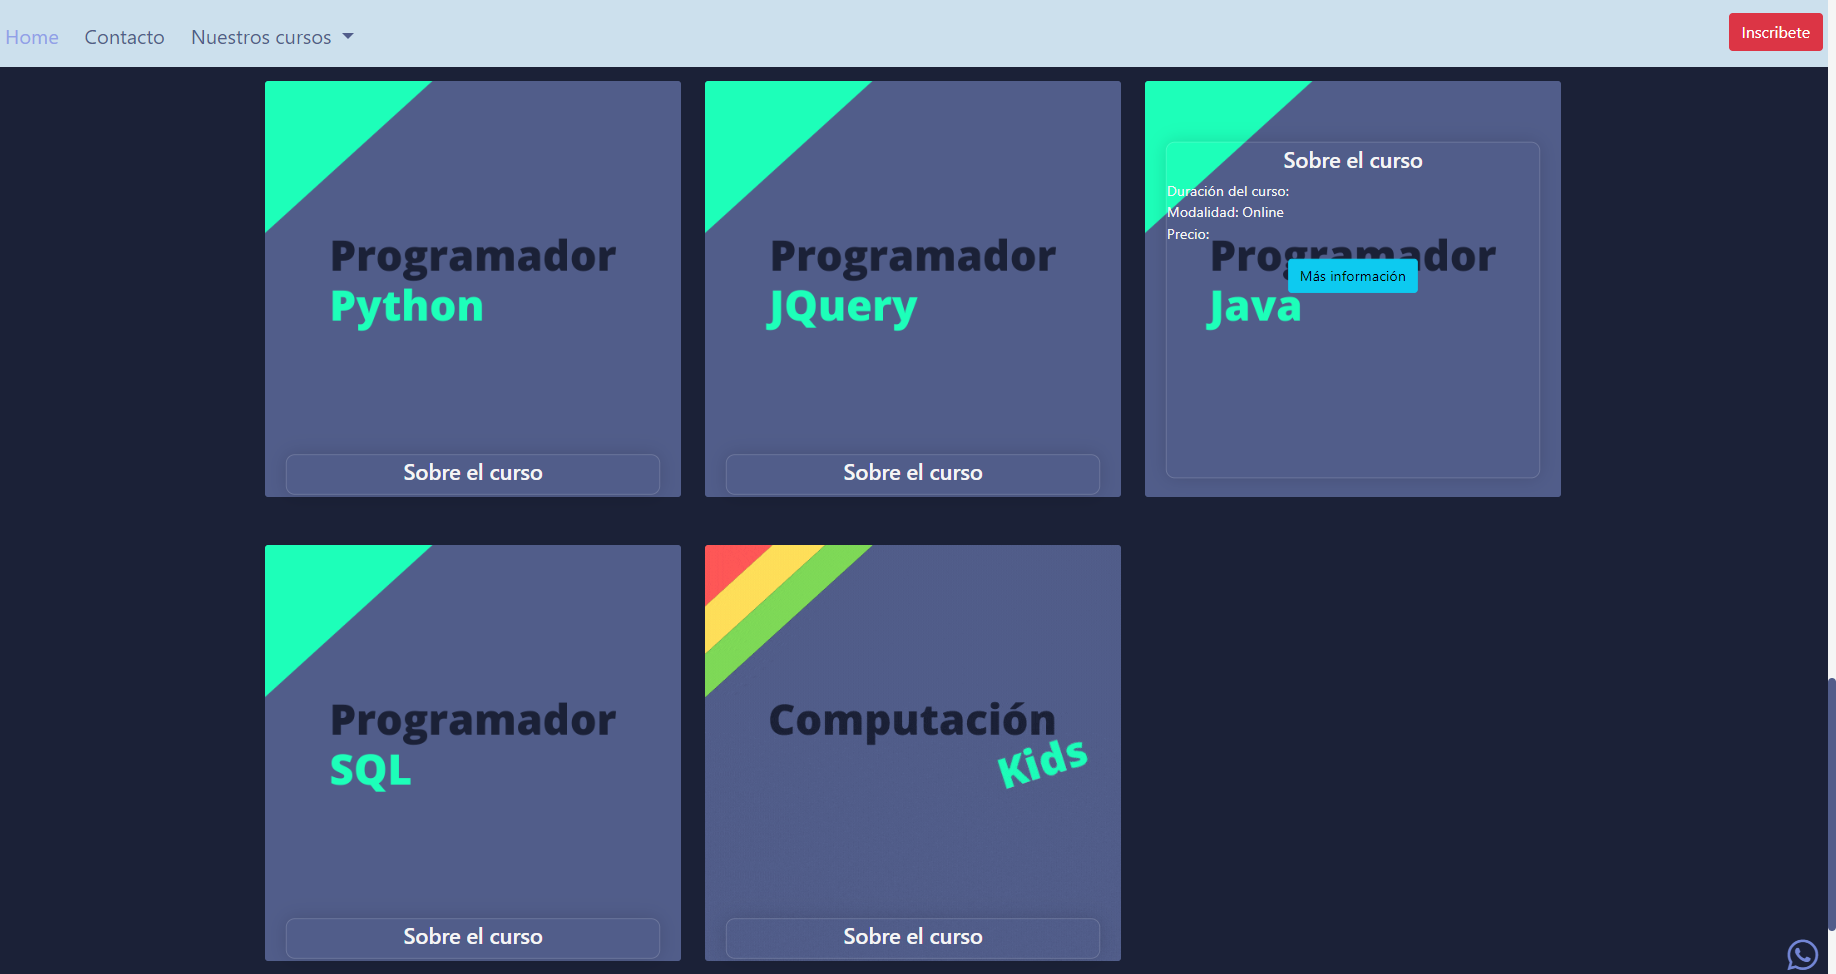 Home Contacto Nuestros cursos Inscribete
Programador
Python
Sobre el curso
Programador
JQuery
Sobre el curso
Sobre el curso
Duración del curso:
Modalidad: Online
Precio:
Programador
Más información
Java
Programador
SQL
Sobre el curso
Computación
Kids
Sobre el curso